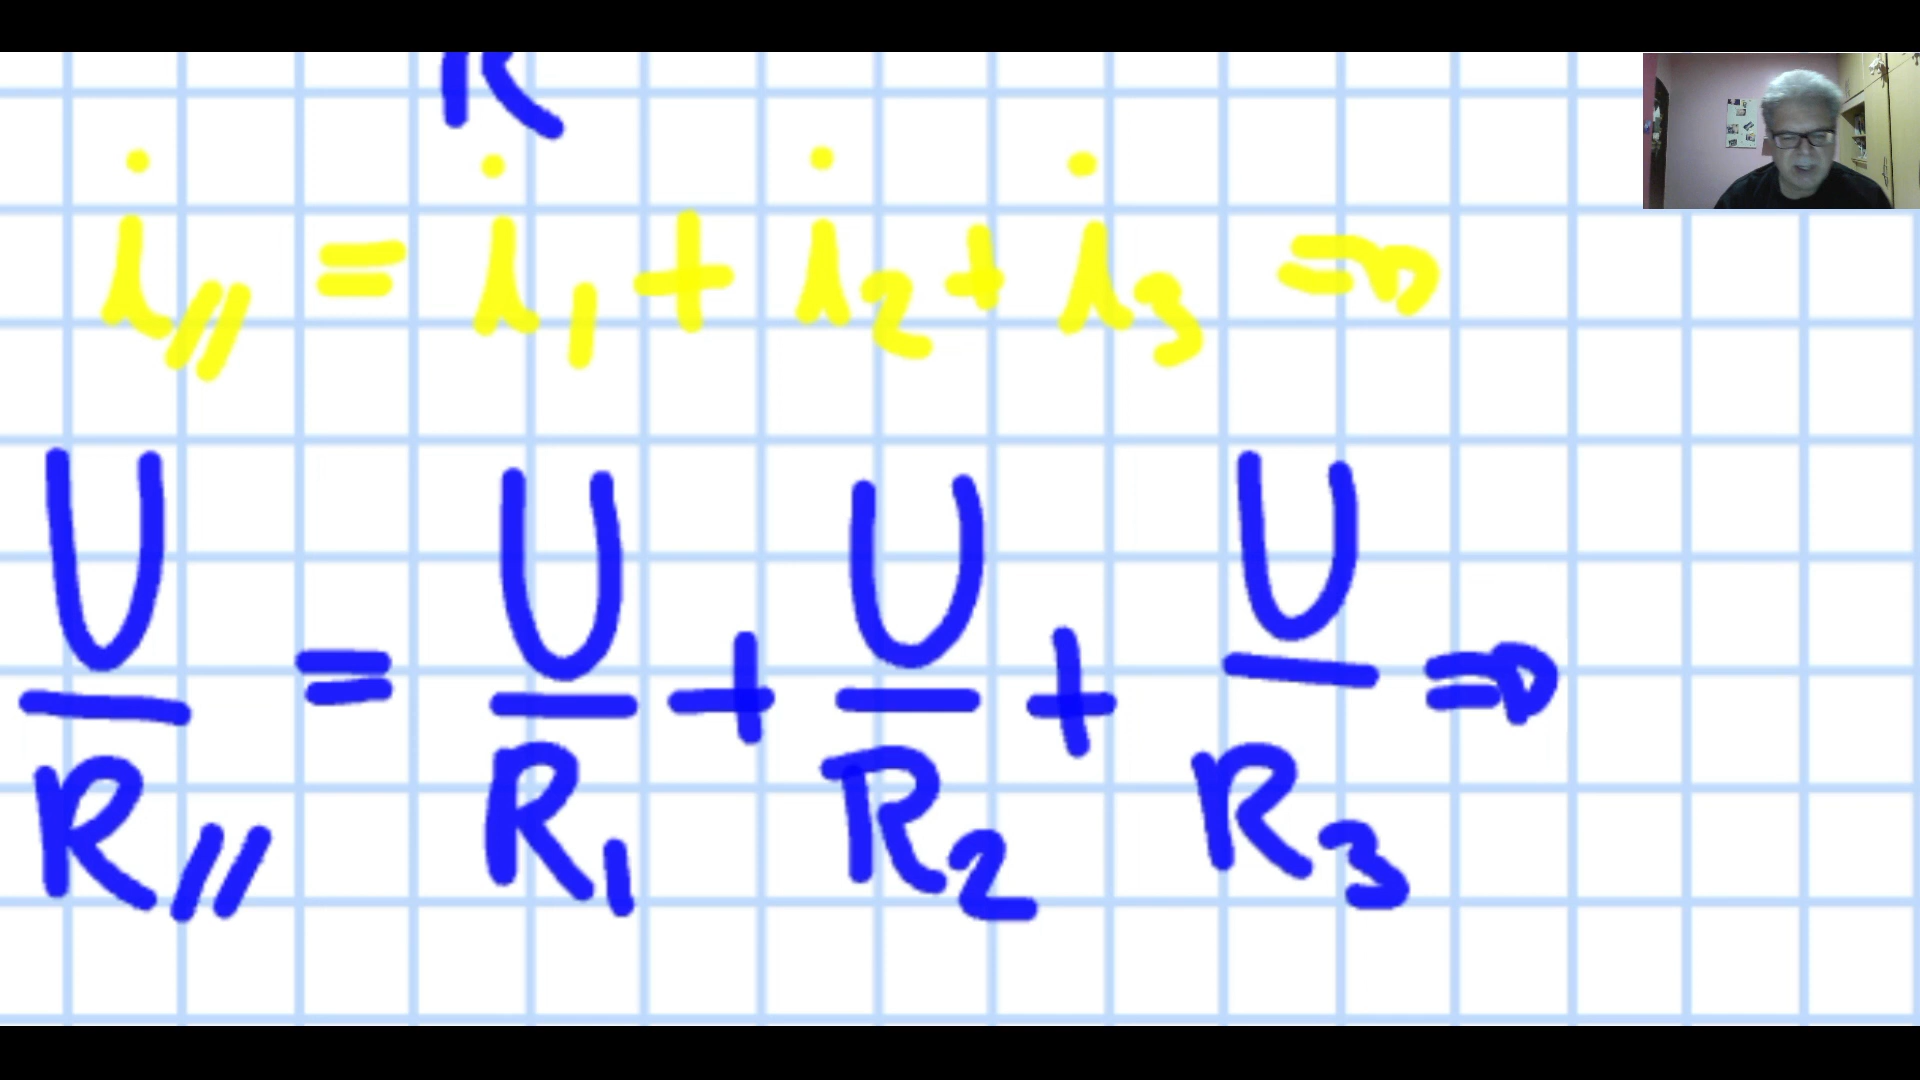 R
i// = i1 + i2 + i3 ⇒
U/R// = U/R1 + U/R2 + U/R3 ⇒